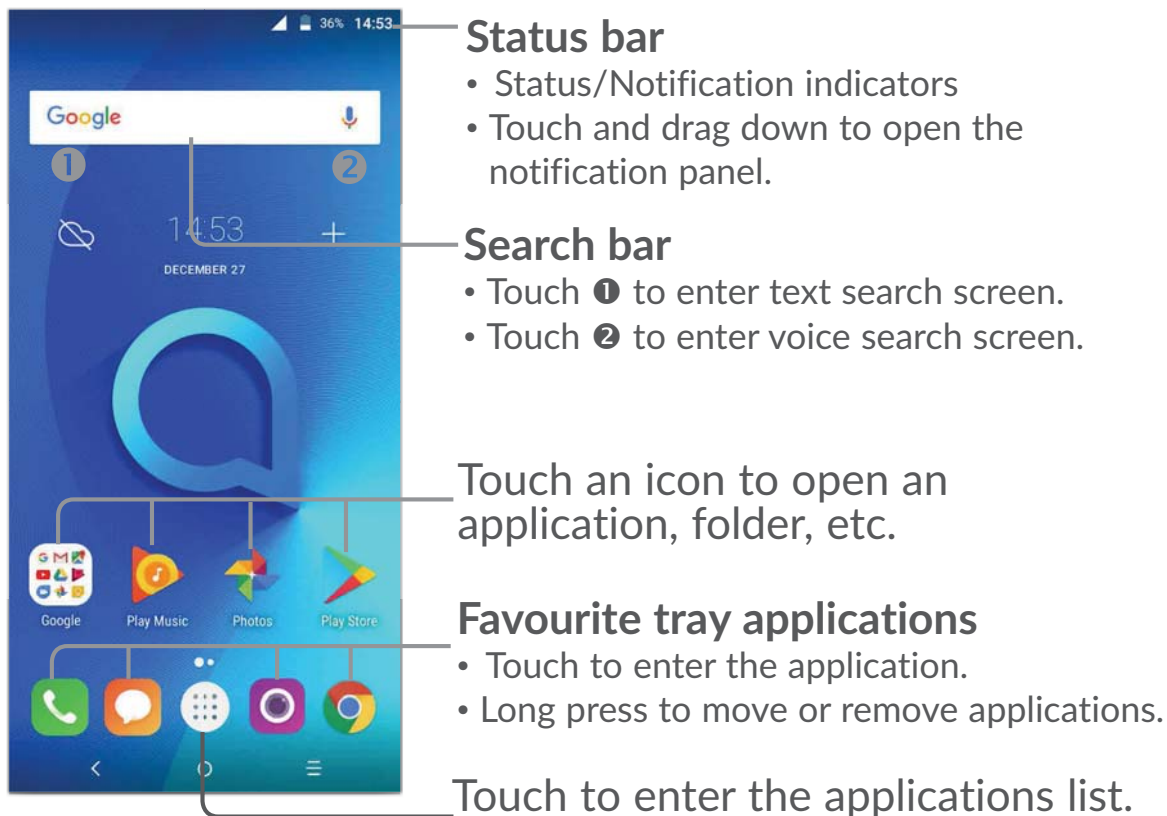 36% 14:53
Google
❶ ❷
14:53
DECEMBER 27
Google Play Music Photos Play Store
Status bar
• Status/Notification indicators
• Touch and drag down to open the
notification panel.
Search bar
• Touch ❶ to enter text search screen.
• Touch ❷ to enter voice search screen.
Touch an icon to open an
application, folder, etc.
Favourite tray applications
• Touch to enter the application.
• Long press to move or remove applications.
Touch to enter the applications list.